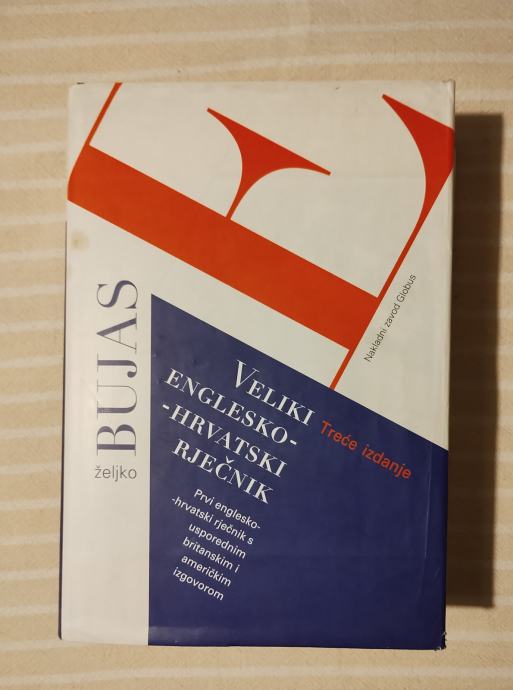 E
Nakladni zavod Globus
željko
BUJAS
VELIKI
ENGLESKO-
-HRVATSKI
RJEČNIK
Treće izdanje
Prvi englesko-
-hrvatski rječnik s
usporednim
britanskim i
američkim
izgovorom